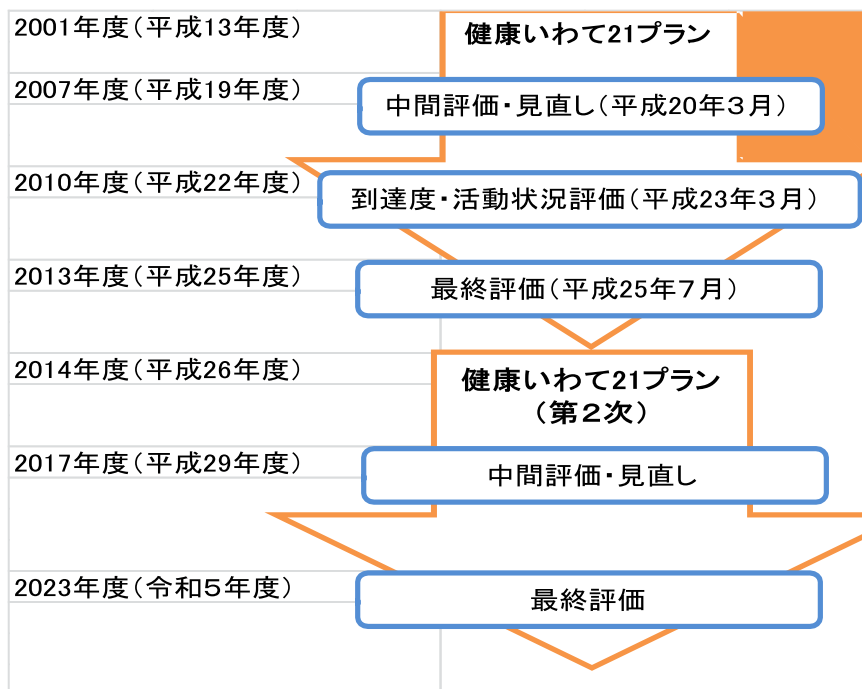 2001年度(平成13年度)
健康いわて21プラン
2007年度(平成19年度)
中間評価・見直し(平成20年3月)
2010年度(平成22年度)
到達度・活動状況評価(平成23年3月)
2013年度(平成25年度)
最終評価(平成25年7月)
2014年度(平成26年度)
健康いわて21プラン
(第2次)
2017年度(平成29年度)
中間評価・見直し
2023年度(令和5年度)
最終評価